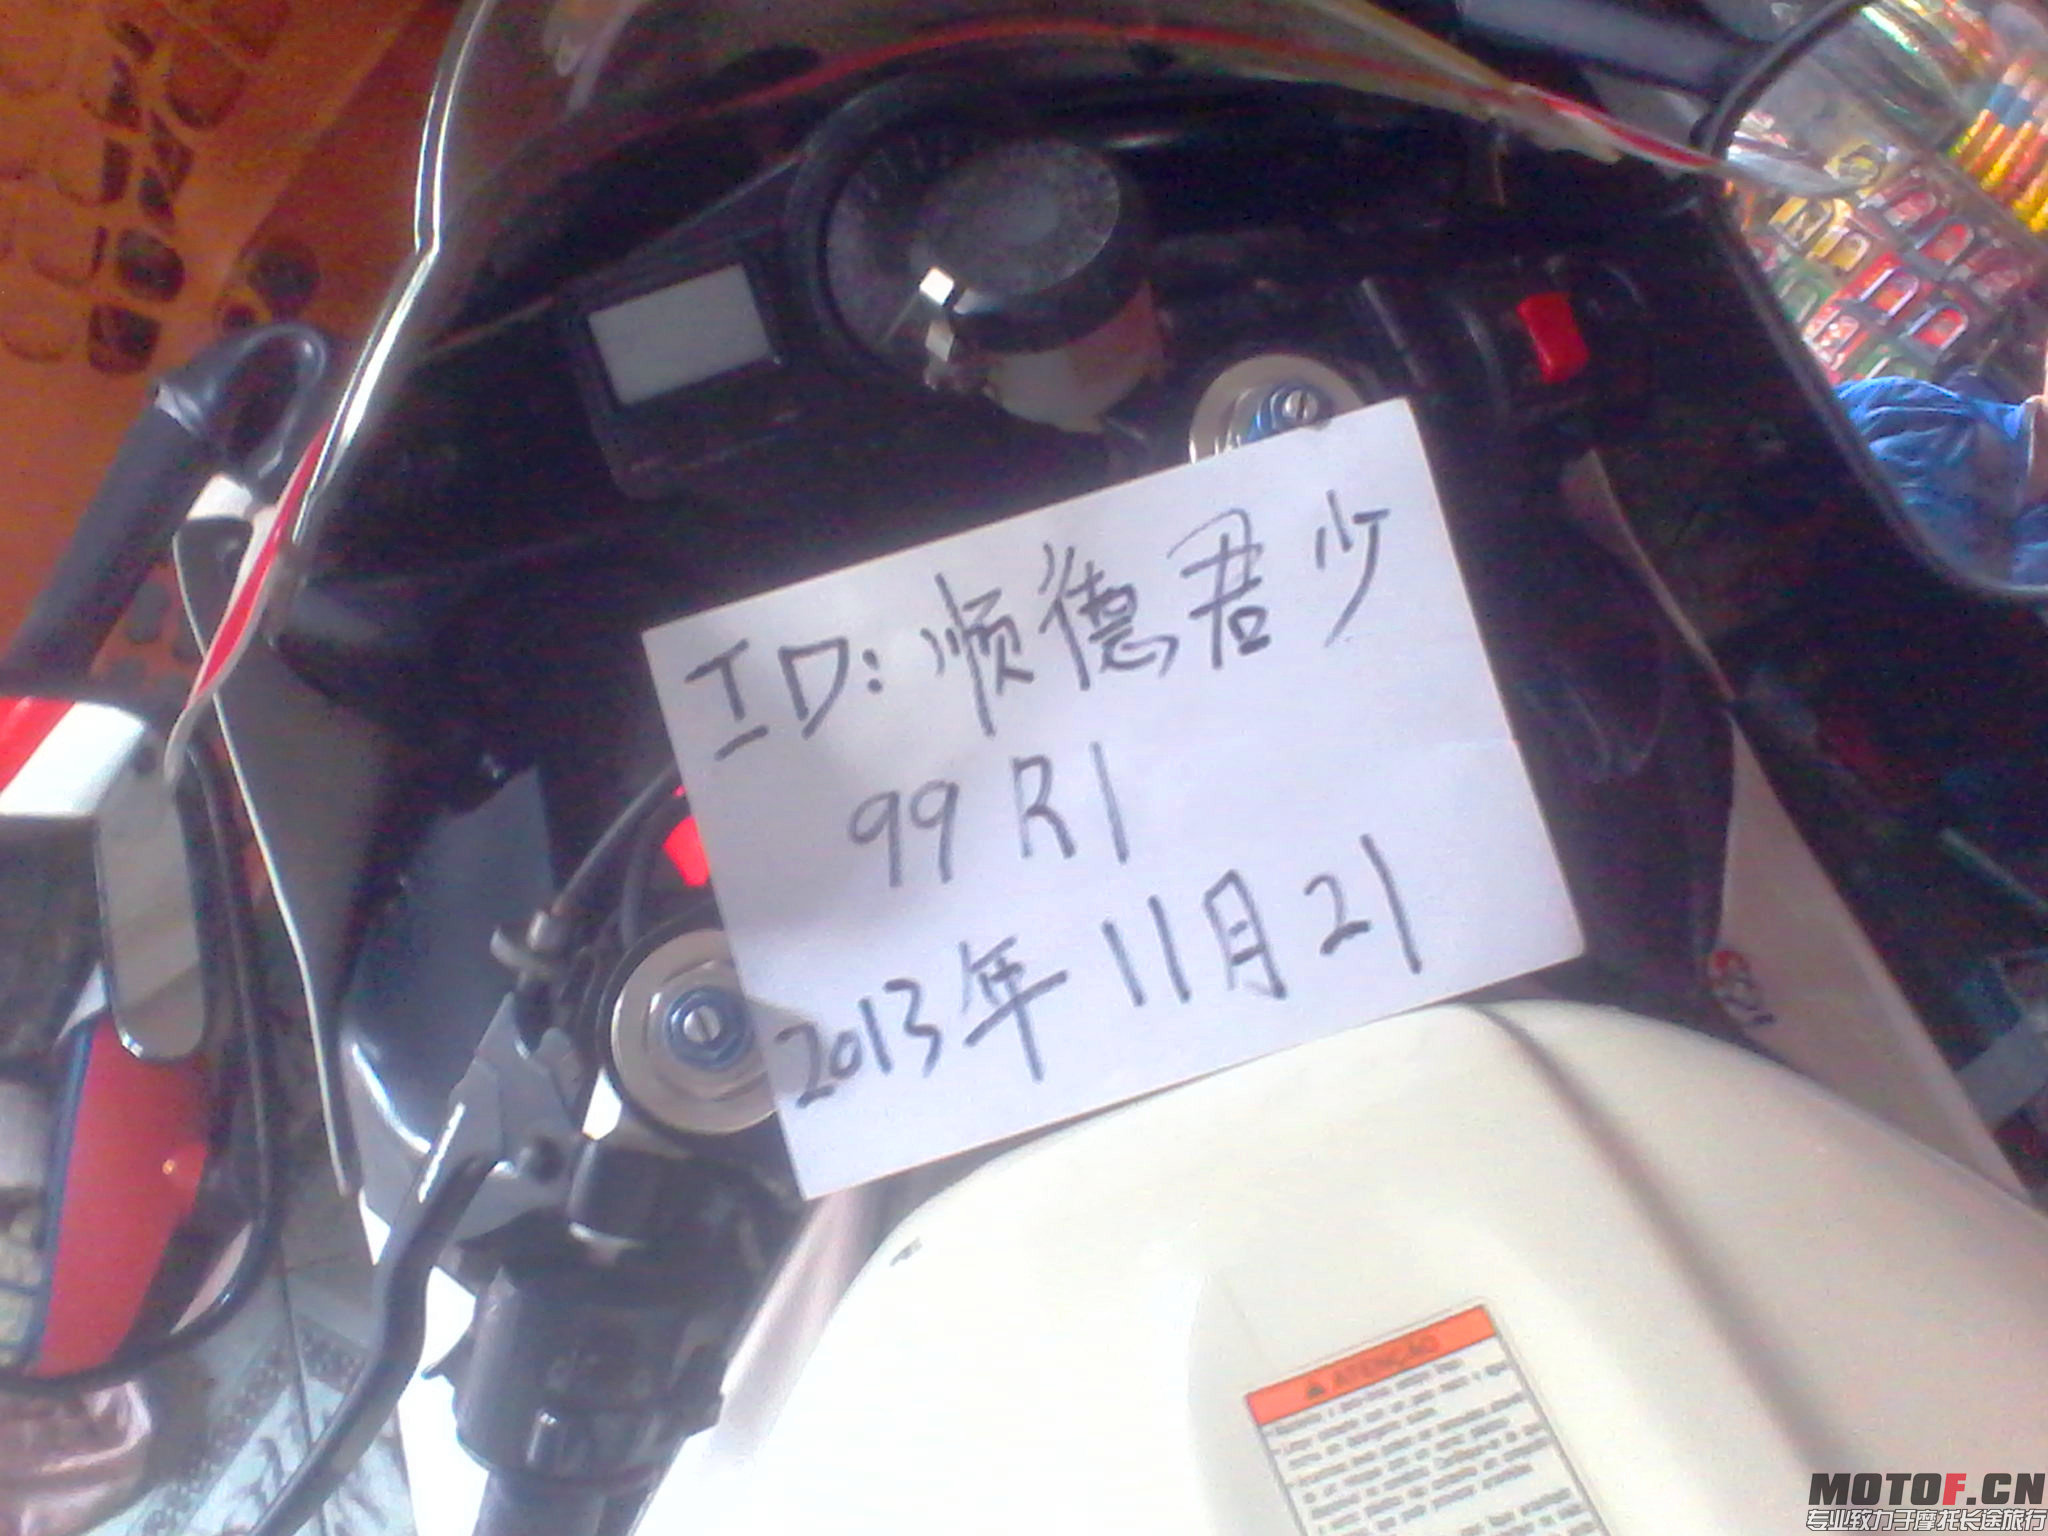 ID:顺德君少
99 R1
2013年11月21
ATENÇÃO
MOTOF.CN
专业致力于摩托长途旅行